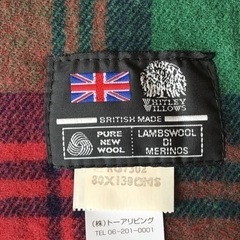 WHITLEY
WILLOWS
BRITISH MADE
PURE
NEW
WOOL
LAMBSWOOL
DI
MERINOS
80X139CMS
(株)トーアリビング
TEL 06-201-0001